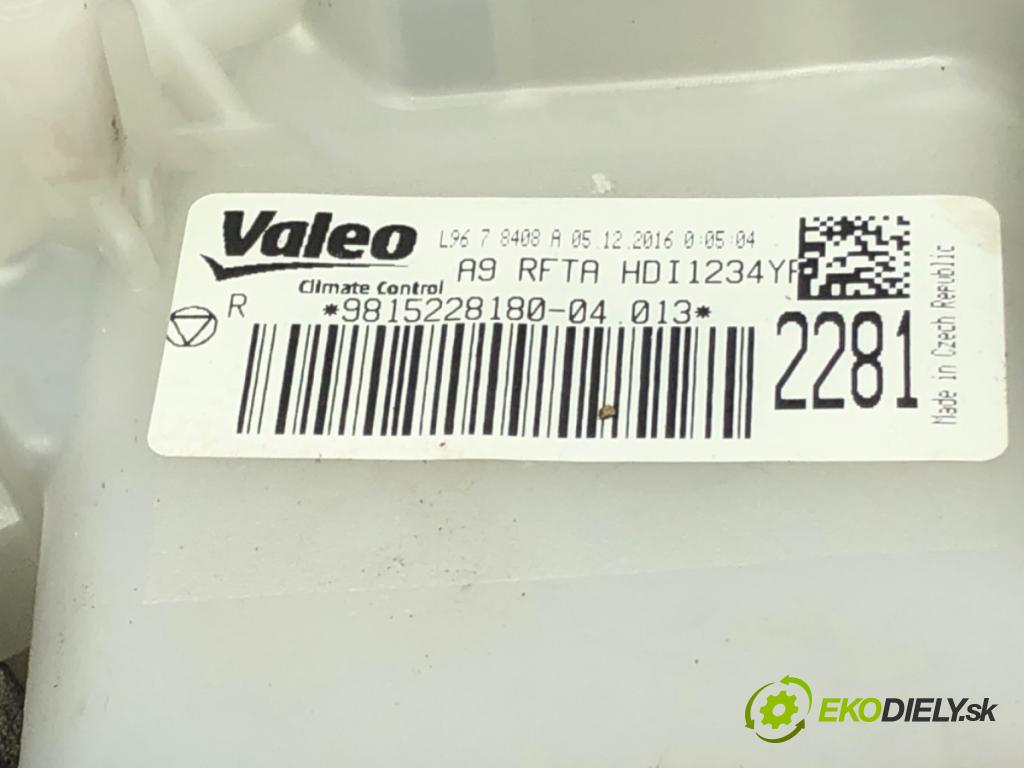 Valeo
Climate Control
L96 7 8408 A 05.12.2016 0:05:04
A9 RFTA HDI1234Y
R *9815228180-04.013*
2281
Made in Czech Republic
EKODIELY.sk